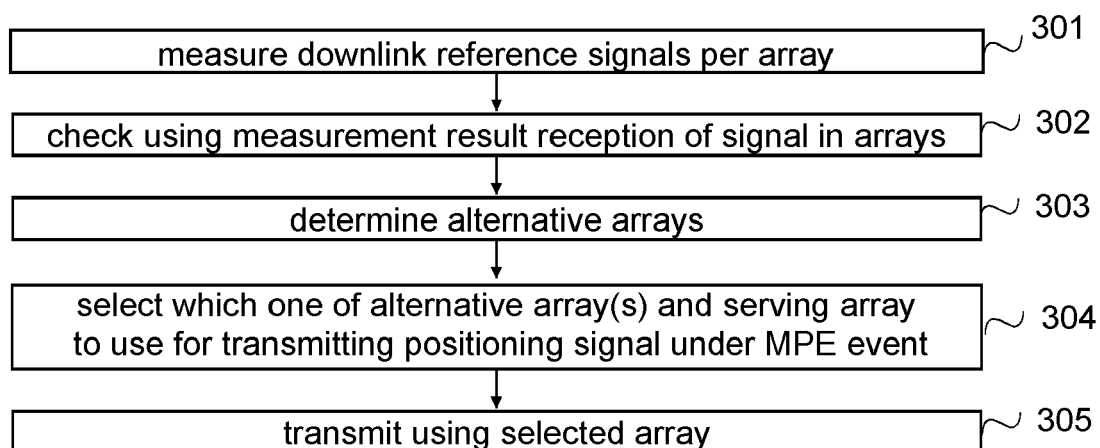 measure downlink reference signals per array
301
check using measurement result reception of signal in arrays
302
determine alternative arrays
303
select which one of alternative array(s) and serving array
to use for transmitting positioning signal under MPE event
304
transmit using selected array
305